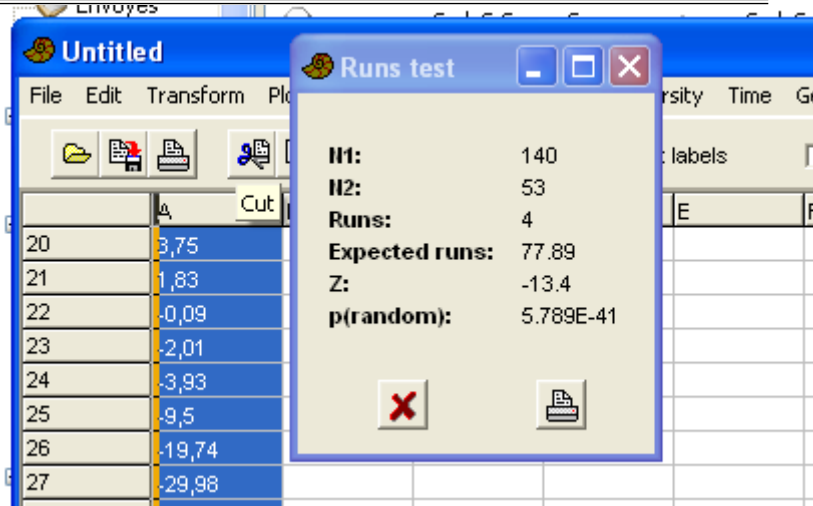 Envoyes
Untitled
Runs test
File Edit Transform
rsity Time
labels
Cut
N1: 140
N2: 53
Runs: 4
Expected runs: 77.89
Z: -13.4
p(random): 5.789E-41
A E
20 3,75
21 1,83
22 -0,09
23 -2,01
24 -3,93
25 -9,5
26 -19,74
27 -29,98